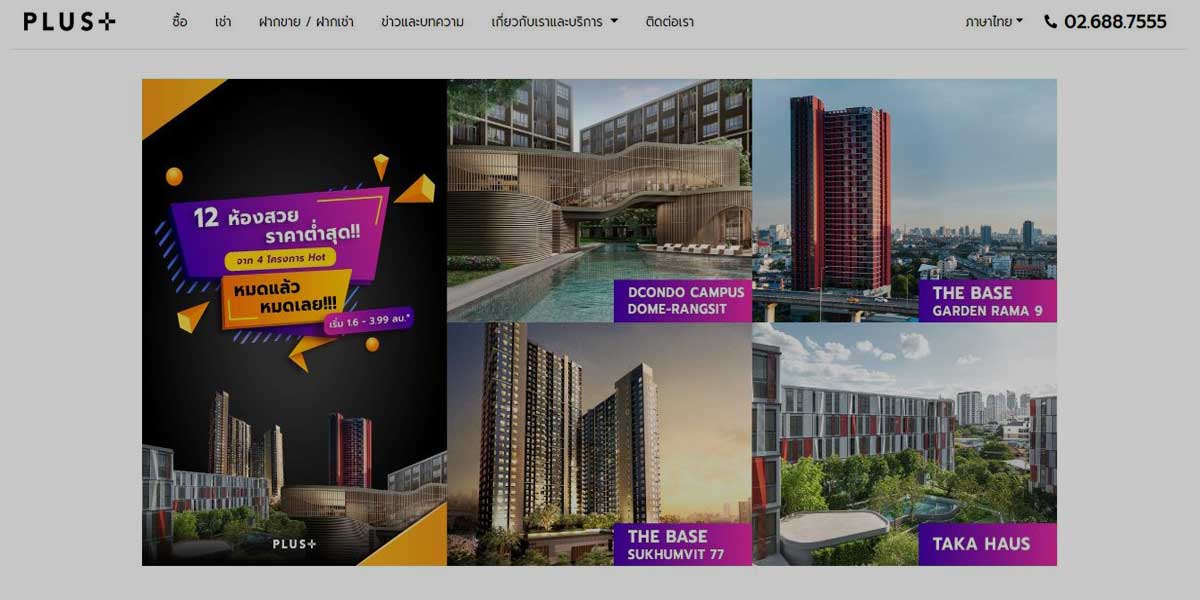 PLUS+
ซื้อ
เช่า
ฝากขาย / ฝากเช่า
ข่าวและบทความ
เกี่ยวกับเราและบริการ
ติดต่อเรา
ภาษาไทย
02.688.7555
12 ห้องสวย
ราคาต่ำสุด!!
จาก 4 โครงการ Hot
หมดแล้ว
หมดเลย!!!
เริ่ม 1.6 - 3.99 ลบ.*
PLUS+
DCONDO CAMPUS
DOME-RANGSIT
THE BASE
GARDEN RAMA 9
THE BASE
SUKHUMVIT 77
TAKA HAUS